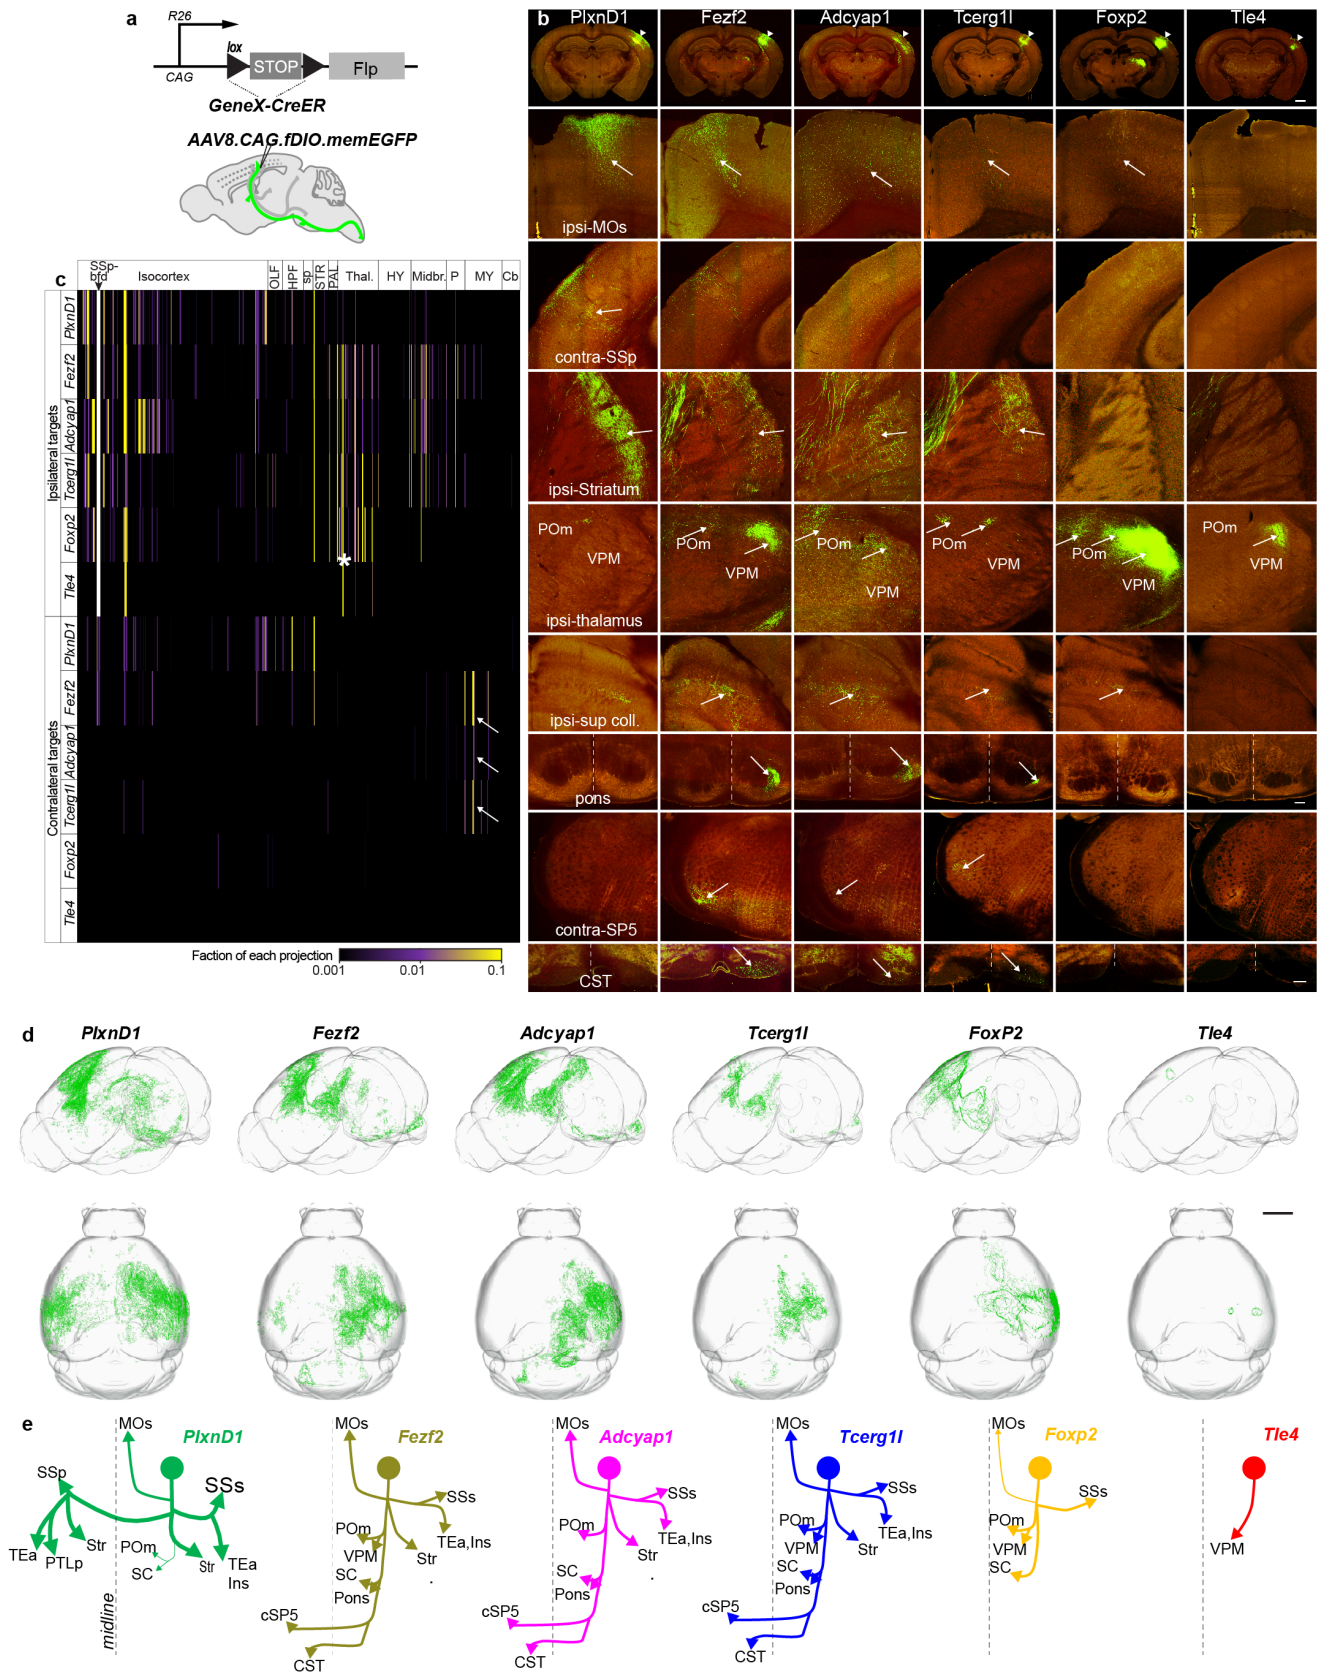 a
R26
lox
STOP
Flp
CAG
GeneX-CreER
AAV8.CAG.fDIO.memEGFP
b
PlxnD1 Fezf2 Adcyap1 Tcerg1l Foxp2 Tle4
ipsi-MOs
contra-SSp
ipsi-Striatum
POm VPM POm VPM POm VPM POm VPM POm VPM VPM
ipsi-thalamus
ipsi-sup coll.
pons
contra-SP5
CST
c
SSp-bfd Isocortex OLF HPF sp STR PAL Thal. HY Midbr. P MY Cb
Ipsilateral targets
PlxnD1
Fezf2
Adcyap1
Tcerg1l
Foxp2
*
Tle4
Contralateral targets
PlxnD1
Fezf2
Adcyap1
Tcerg1l
Foxp2
Tle4
Faction of each projection
0.001 0.01 0.1
d
PlxnD1 Fezf2 Adcyap1 Tcerg1l FoxP2 Tle4
e
MOs PlxnD1
SSp SSs
TEa PTLp Str POm SC Str TEa Ins
midline
MOs Fezf2
SSs
TEa,Ins
POm
VPM Str
SC
Pons
cSP5
CST
MOs Adcyap1
SSs
TEa,Ins
POm
Str
SC
Pons
cSP5
CST
MOs Tcerg1l
SSs
TEa,Ins
POm
VPM Str
SC
Pons
cSP5
CST
MOs Foxp2
SSs
POm
VPM
SC
Tle4
VPM